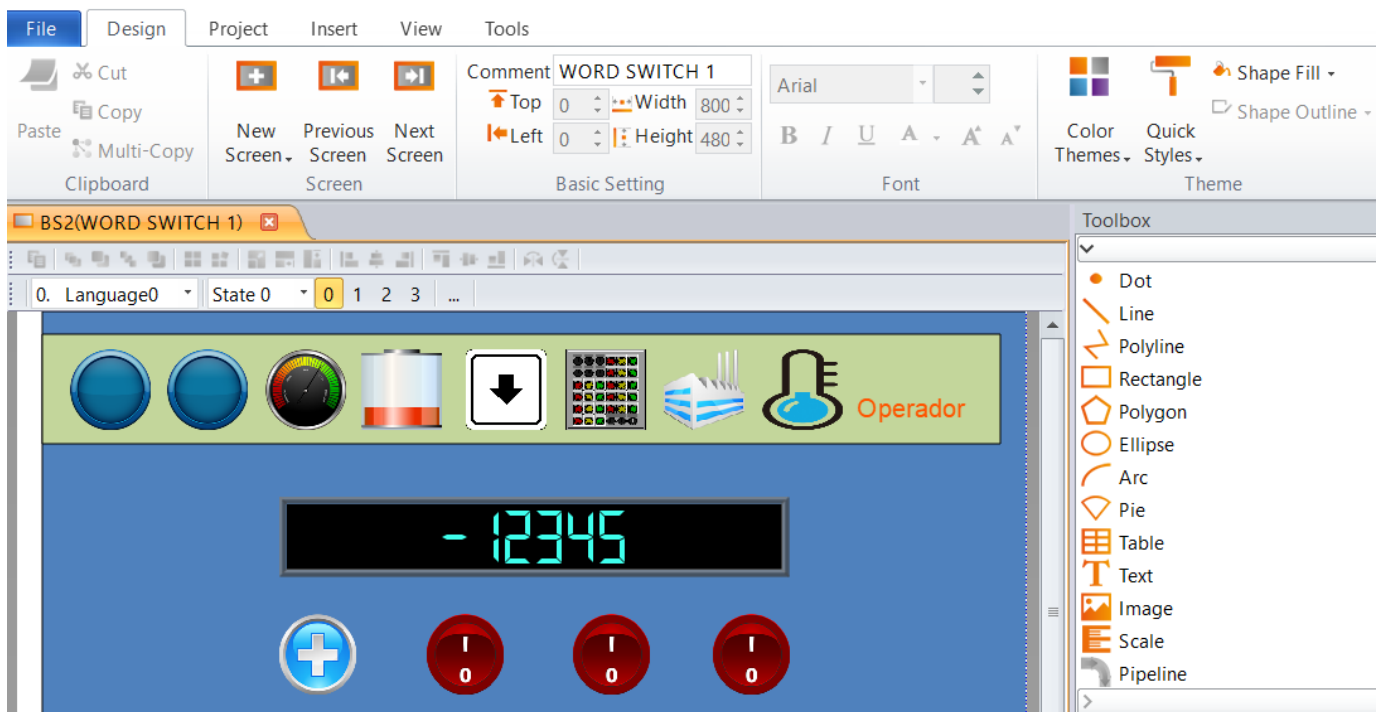 File Design Project Insert View Tools
Cut
Copy
Multi-Copy
Paste
Clipboard
New Screen
Previous Screen
Next Screen
Screen
Comment WORD SWITCH 1
Top 0 Width 800
Left 0 Height 480
Basic Setting
Arial
B I U A A A
Font
Color Themes
Quick Styles
Shape Fill
Shape Outline
Theme
BS2(WORD SWITCH 1)
0. Language0 State 0 0 1 2 3 ...
Operador
-12345
I I I
0 0 0
Toolbox
Dot
Line
Polyline
Rectangle
Polygon
Ellipse
Arc
Pie
Table
Text
Image
Scale
Pipeline